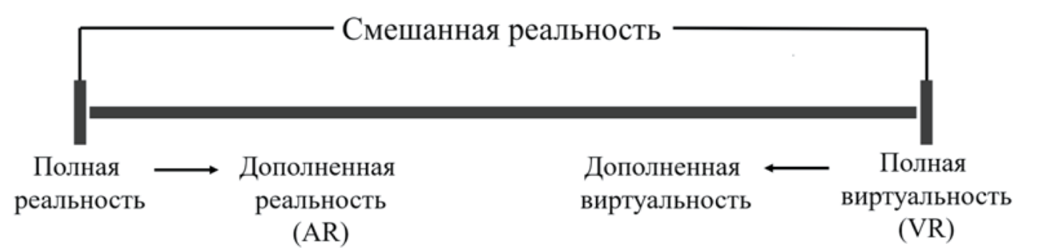 Смешанная реальность
Полная
реальность
Дополненная
реальность
(AR)
Дополненная
виртуальность
Полная
виртуальность
(VR)